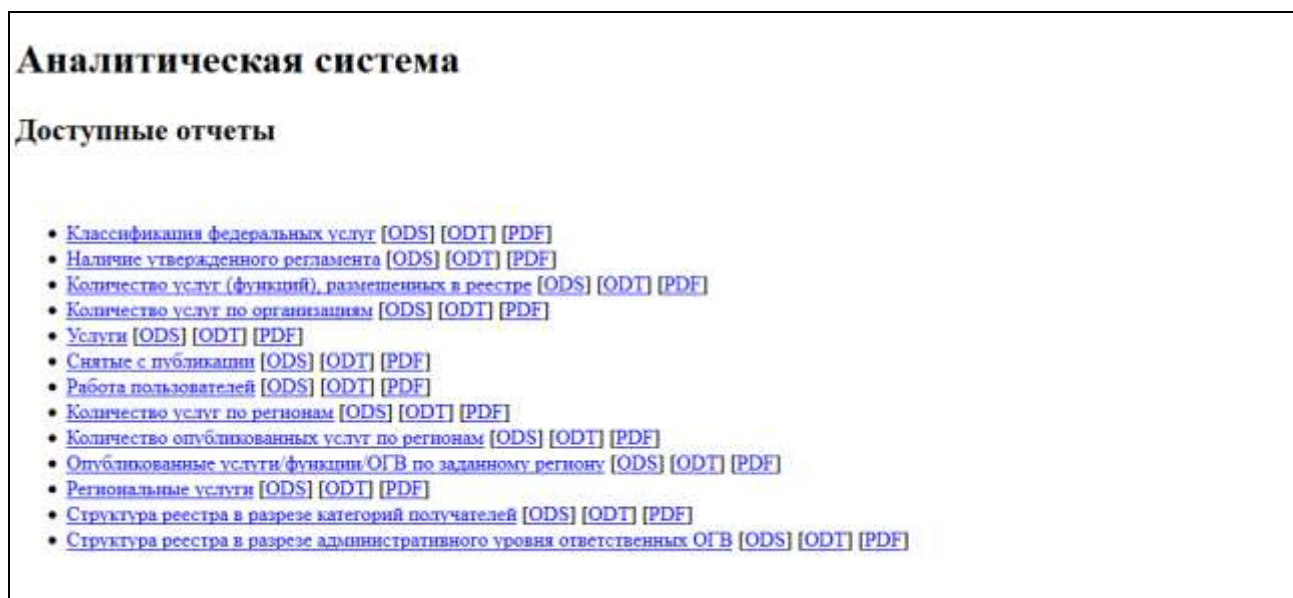 Аналитическая система
Доступные отчеты
• Классификация федеральных услуг [ODS] [ODT] [PDF]
• Наличие утвержденного регламента [ODS] [ODT] [PDF]
• Количество услуг (функций), размещенных в реестре [ODS] [ODT] [PDF]
• Количество услуг по организациям [ODS] [ODT] [PDF]
• Услуги [ODS] [ODT] [PDF]
• Снятые с публикации [ODS] [ODT] [PDF]
• Работа пользователей [ODS] [ODT] [PDF]
• Количество услуг по регионам [ODS] [ODT] [PDF]
• Количество опубликованных услуг по регионам [ODS] [ODT] [PDF]
• Опубликованные услуги/функции/ОГВ по заданному региону [ODS] [ODT] [PDF]
• Региональные услуги [ODS] [ODT] [PDF]
• Структура реестра в разрезе категорий получателей [ODS] [ODT] [PDF]
• Структура реестра в разрезе административного уровня ответственных ОГВ [ODS] [ODT] [PDF]